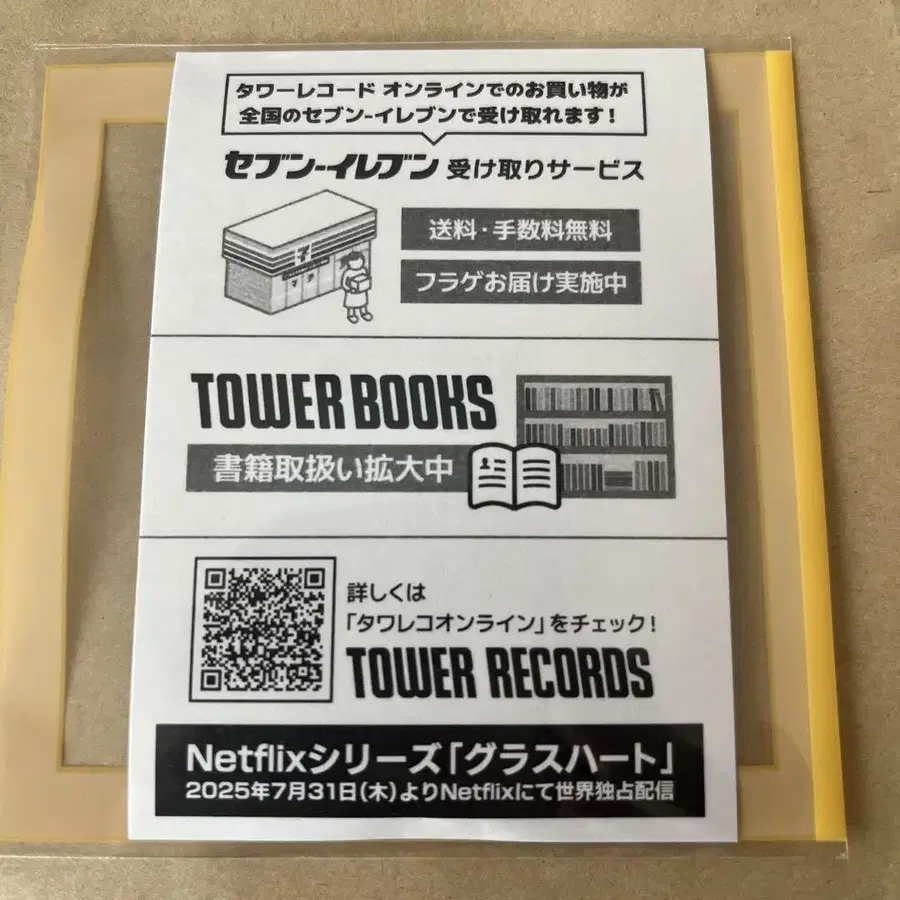 タワーレコード オンラインでのお買い物が
全国のセブン-イレブンで受け取れます！
セブン-イレブン 受け取りサービス
送料・手数料無料
フラゲお届け実施中
7
TOWER BOOKS
書籍取扱い拡大中
詳しくは
「タワレコオンライン」をチェック！
TOWER RECORDS
Netflixシリーズ「グラスハート」
2025年7月31日(木)よりNetflixにて世界独占配信